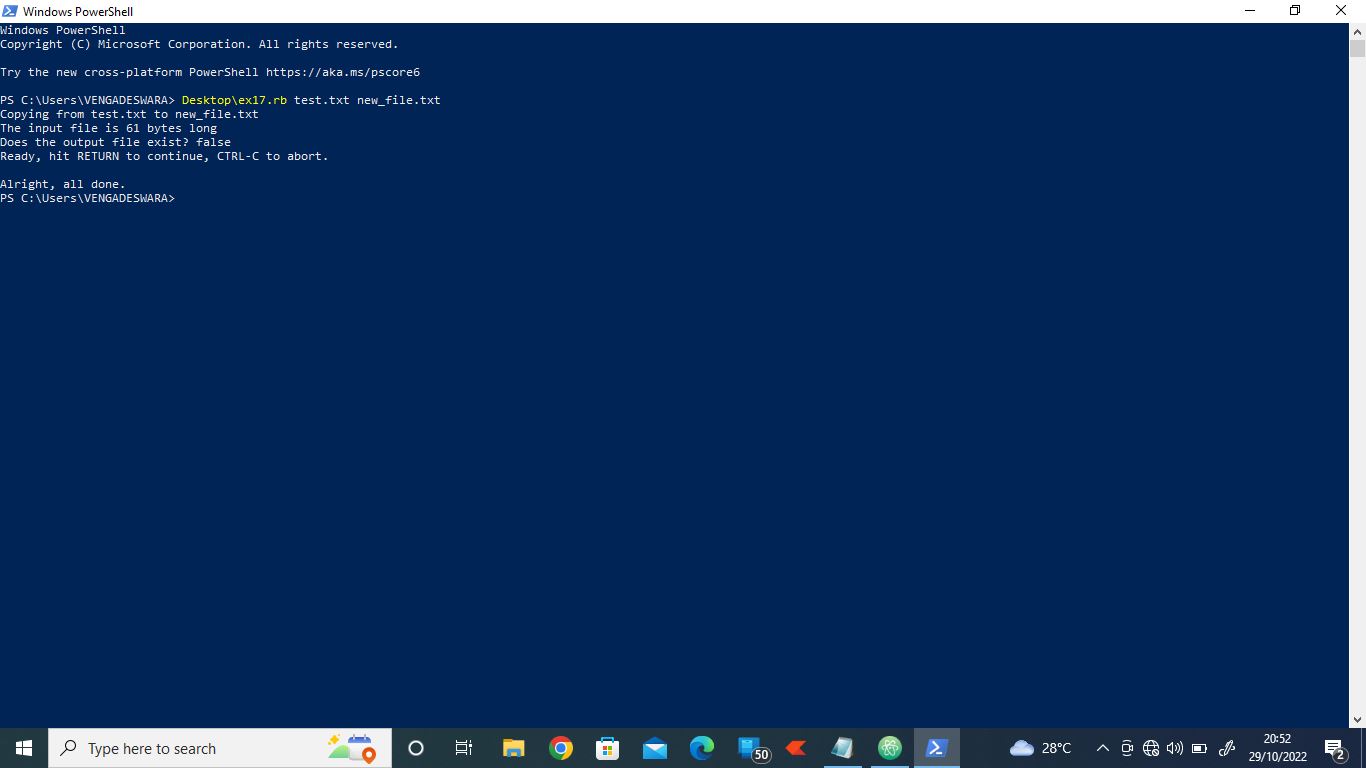 Windows PowerShell
Windows PowerShell
Copyright (C) Microsoft Corporation. All rights reserved.
Try the new cross-platform PowerShell https://aka.ms/pscore6
PS C:\Users\VENGADESWARA> Desktop\ex17.rb test.txt new_file.txt
Copying from test.txt to new_file.txt
The input file is 61 bytes long
Does the output file exist? false
Ready, hit RETURN to continue, CTRL-C to abort.
Alright, all done.
PS C:\Users\VENGADESWARA>
Type here to search
50
28°C
20:52
29/10/2022
2